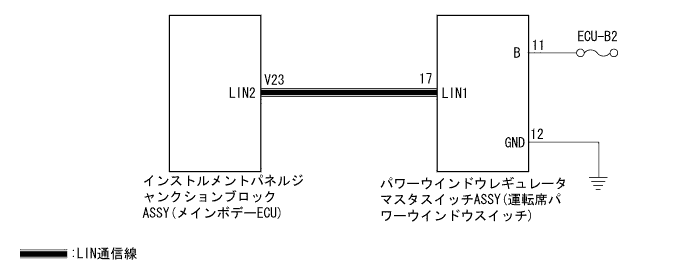 ECU-B2
B 11
V23 17
LIN2 LIN1
GND 12
インストルメントパネルジ
ャンクションブロック
ASSY(メインボデーECU)
パワーウインドウレギュレータ
マスタスイッチASSY(運転席パ
ワーウインドウスイッチ)
:LIN通信線